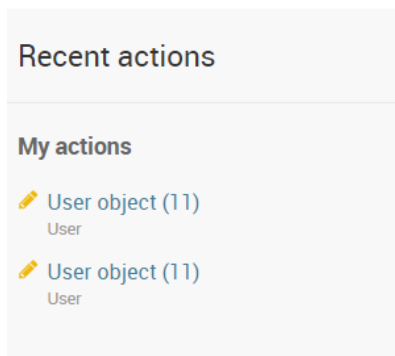 Recent actions
My actions
User object (11)
User
User object (11)
User